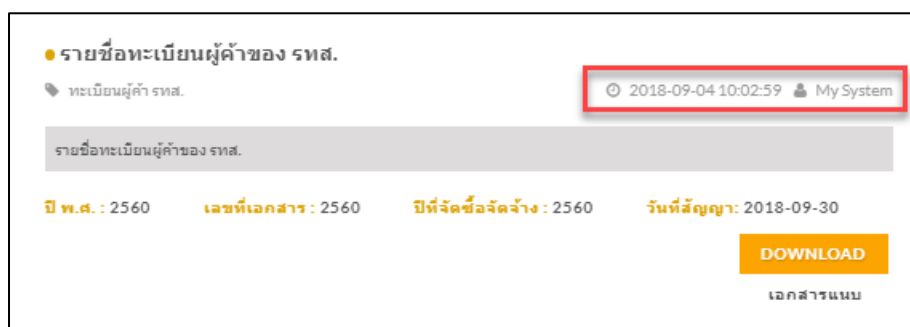 รายชื่อทะเบียนผู้ค้าของ รทส.
ทะเบียนผู้ค้า รทส. 2018-09-04 10:02:59 My System
รายชื่อทะเบียนผู้ค้าของ รทส.
ปี พ.ศ. : 2560 เลขที่เอกสาร : 2560 ปีที่จัดซื้อจัดจ้าง : 2560 วันที่สัญญา: 2018-09-30
DOWNLOAD
เอกสารแนบ